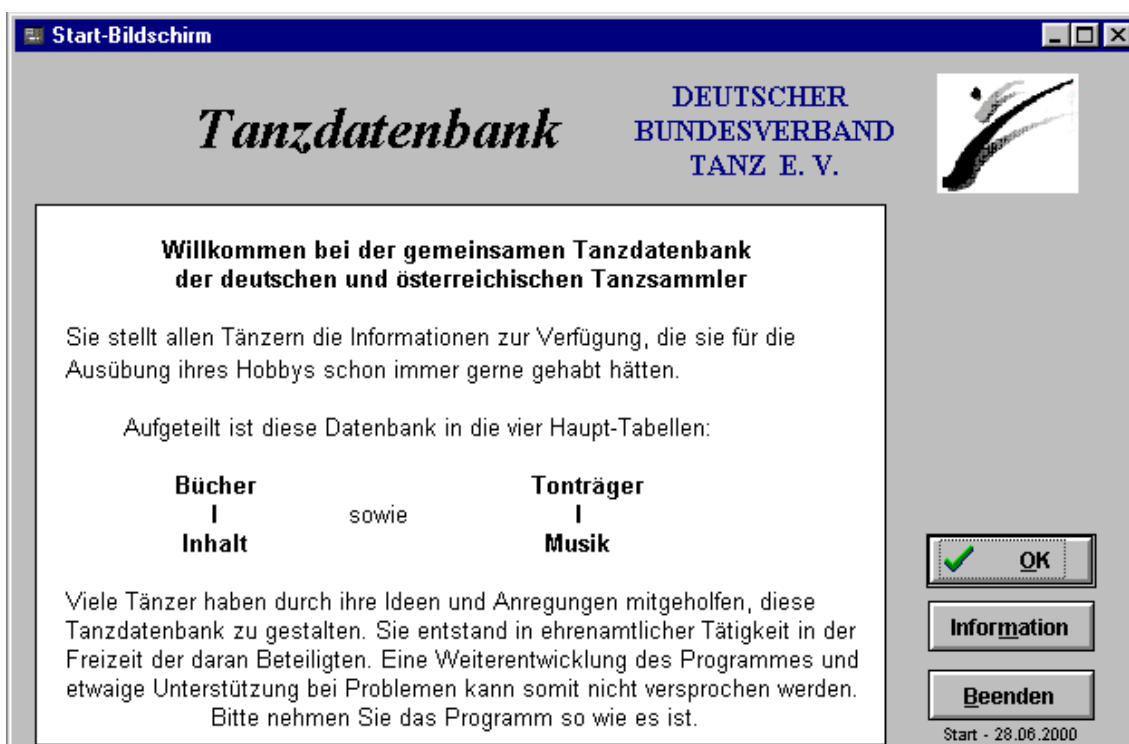 Start-Bildschirm
Tanzdatenbank
DEUTSCHER
BUNDESVERBAND
TANZ E. V.
Willkommen bei der gemeinsamen Tanzdatenbank
der deutschen und österreichischen Tanzsammler
Sie stellt allen Tänzern die Informationen zur Verfügung, die sie für die
Ausübung ihres Hobbys schon immer gerne gehabt hätten.
Aufgeteilt ist diese Datenbank in die vier Haupt-Tabellen:
Bücher Tonträger
| sowie |
Inhalt Musik
Viele Tänzer haben durch ihre Ideen und Anregungen mitgeholfen, diese
Tanzdatenbank zu gestalten. Sie entstand in ehrenamtlicher Tätigkeit in der
Freizeit der daran Beteiligten. Eine Weiterentwicklung des Programmes und
etwaige Unterstützung bei Problemen kann somit nicht versprochen werden.
Bitte nehmen Sie das Programm so wie es ist.
OK
Information
Beenden
Start - 28.06.2000